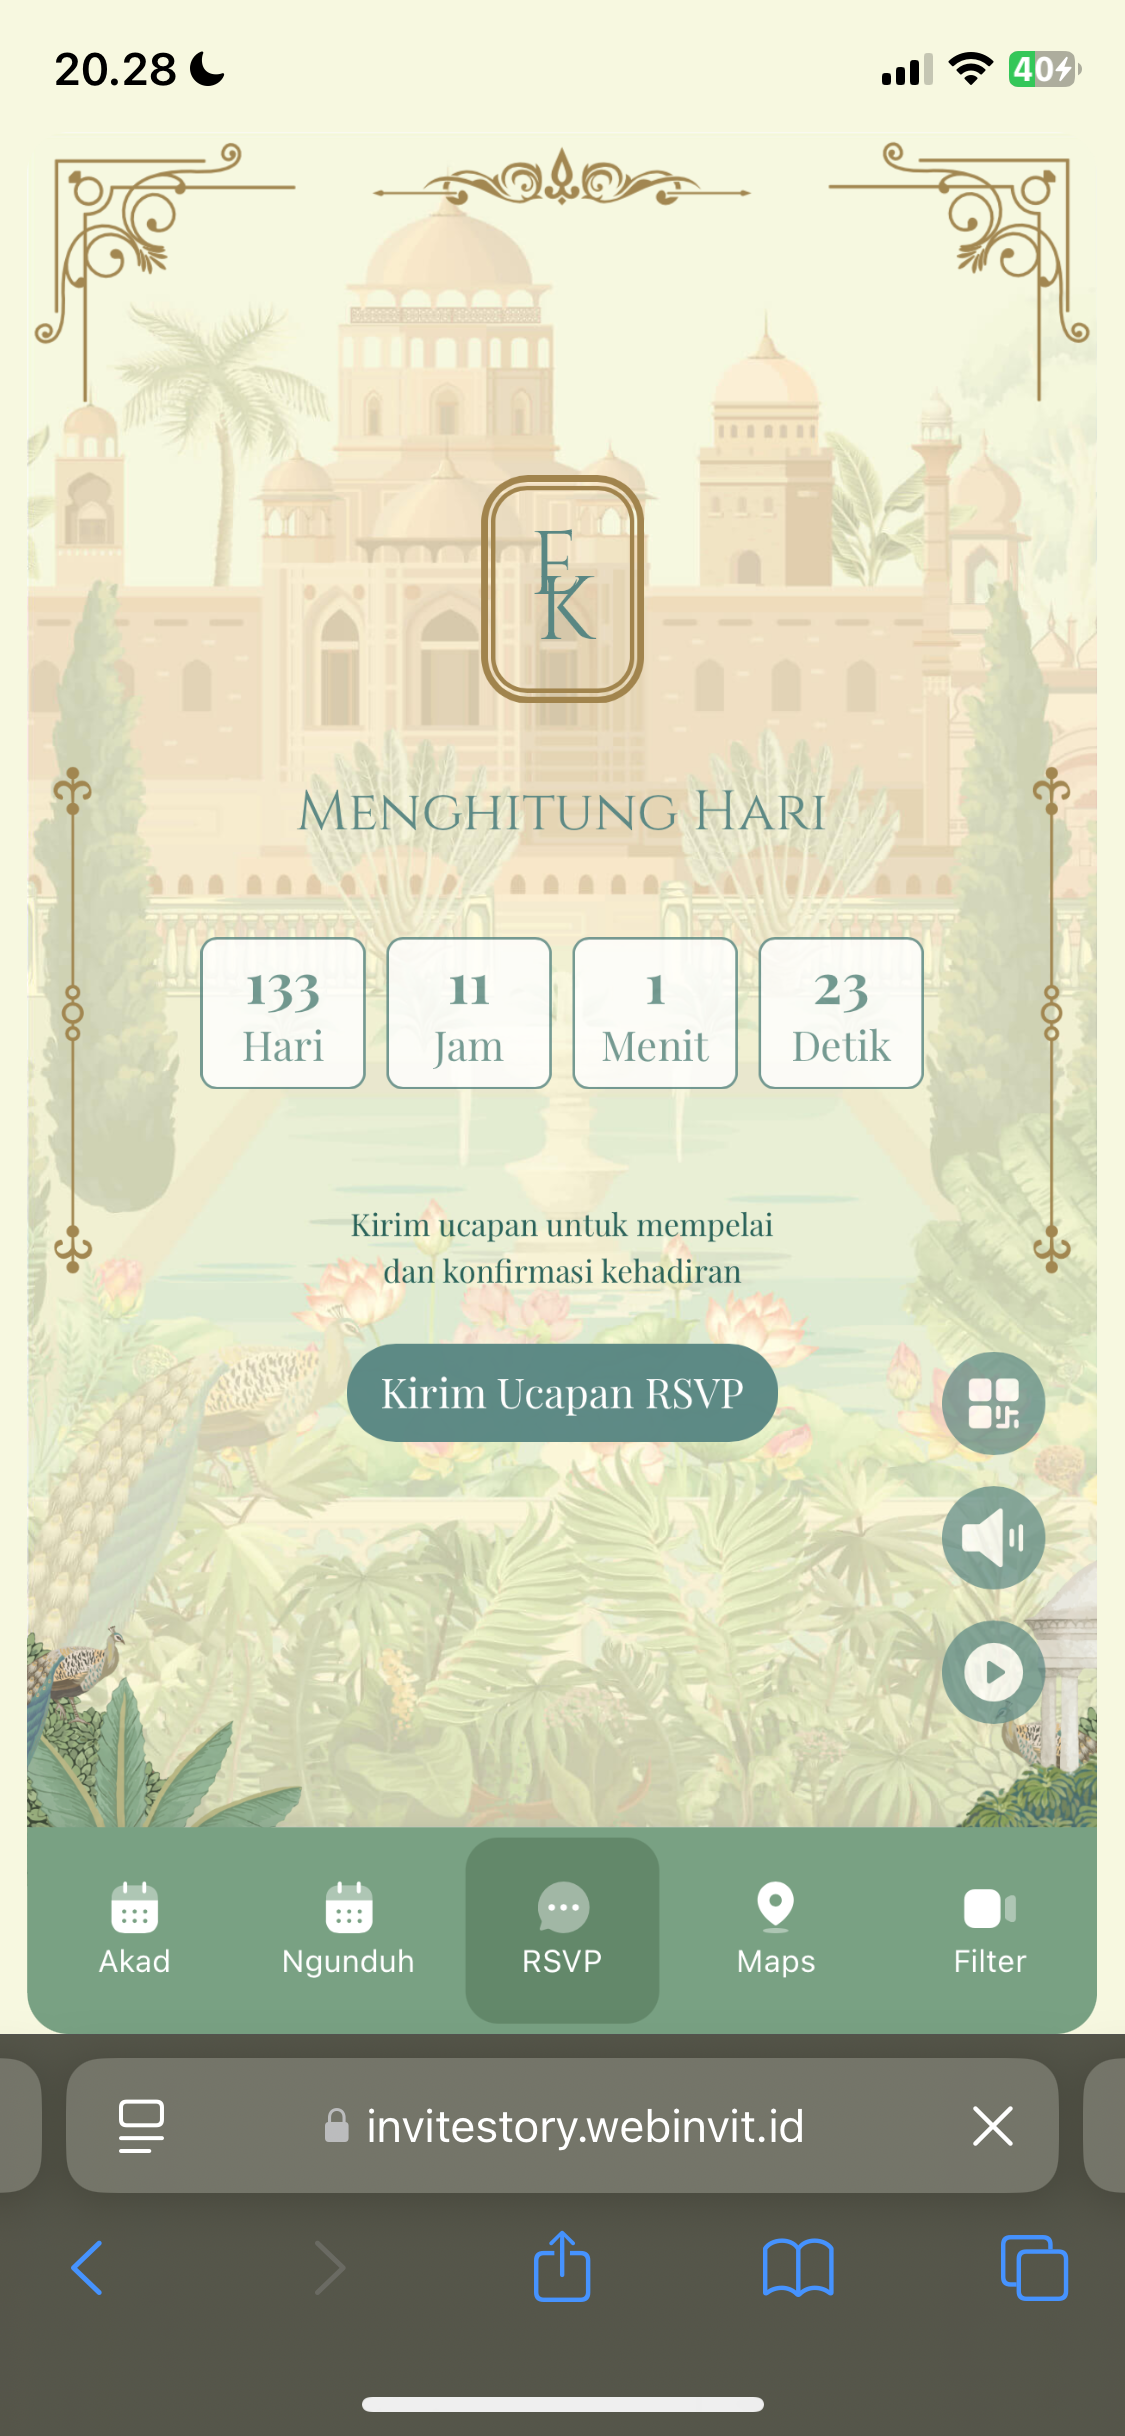 20.28
40
E
K
Menghitung Hari
133
Hari
11
Jam
1
Menit
23
Detik
Kirim ucapan untuk mempelai
dan konfirmasi kehadiran
Kirim Ucapan RSVP
Akad
Ngunduh
RSVP
Maps
Filter
invitestory.webinvit.id